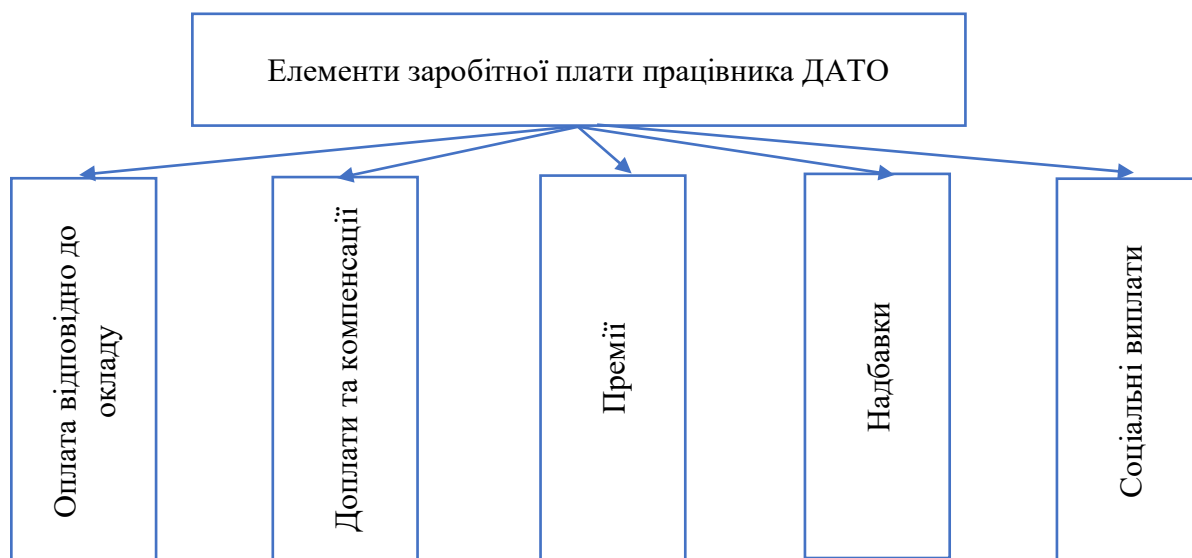 Елементи заробітної плати працівника ДАТО
Оплата відповідно до
окладу
Доплати та компенсації
Премії
Надбавки
Соціальні виплати